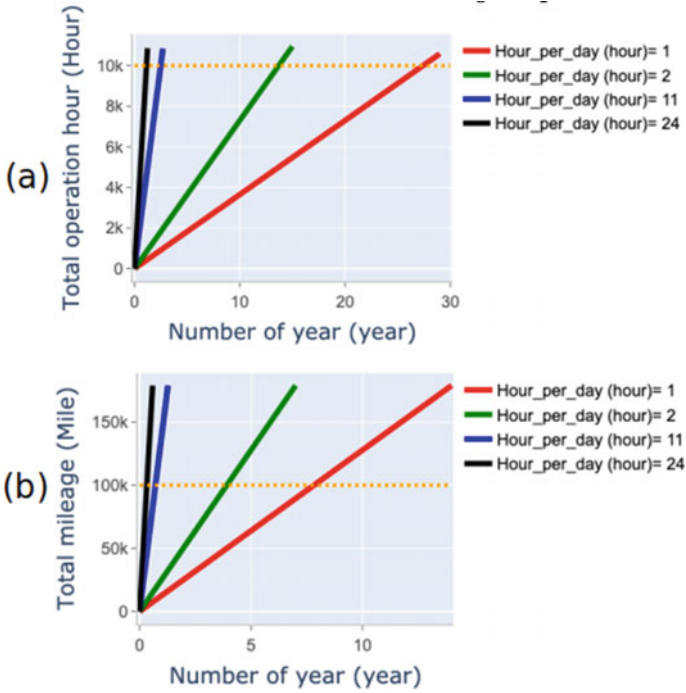 (a)
Total operation hour (Hour)
10k
8k
6k
4k
2k
0
0 10 20 30
Number of year (year)
Hour_per_day (hour)= 1
Hour_per_day (hour)= 2
Hour_per_day (hour)= 11
Hour_per_day (hour)= 24
(b)
Total mileage (Mile)
150k
100k
50k
0
0 5 10
Number of year (year)
Hour_per_day (hour)= 1
Hour_per_day (hour)= 2
Hour_per_day (hour)= 11
Hour_per_day (hour)= 24